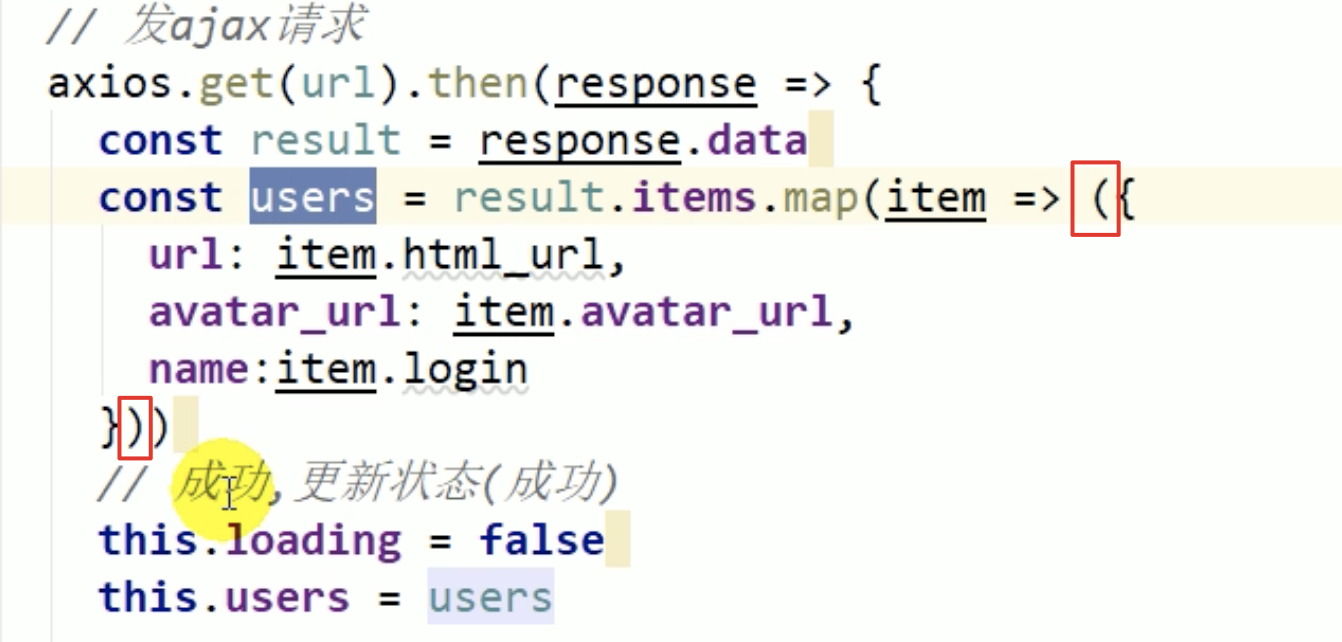 // 发ajax请求
axios.get(url).then(response => {
const result = response.data
const users = result.items.map(item => ({
url: item.html_url,
avatar_url: item.avatar_url,
name:item.login
}))
// 成功,更新状态(成功)
this.loading = false
this.users = users